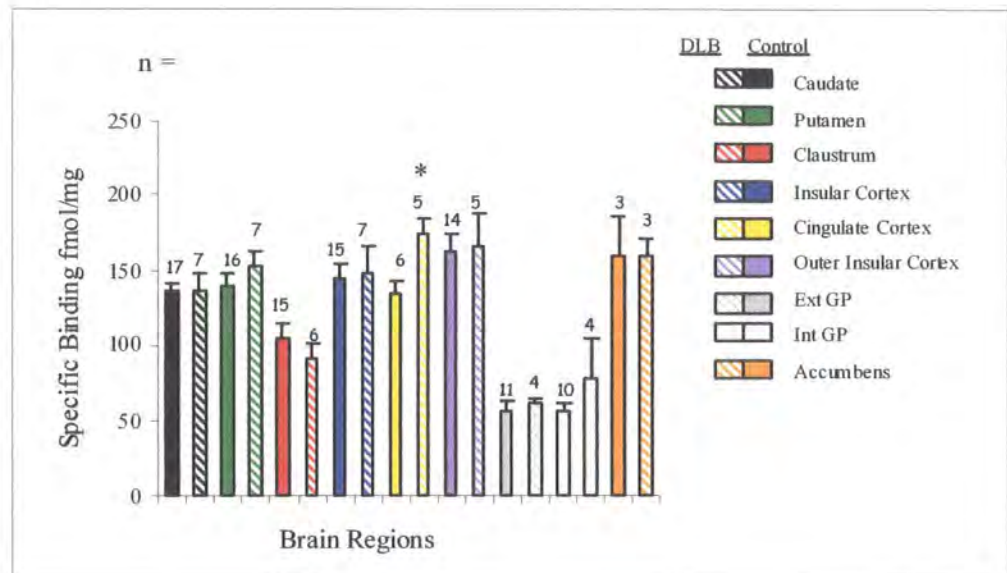 n =
DLB Control
Caudate
Putamen
Claustrum
Insular Cortex
Cingulate Cortex
Outer Insular Cortex
Ext GP
Int GP
Accumbens
Specific Binding fmol/mg
250
200
150
100
50
0
17 7 16 7 15 6 15 7 6 5 14 5 11 4 10 4 3 3
*
Brain Regions